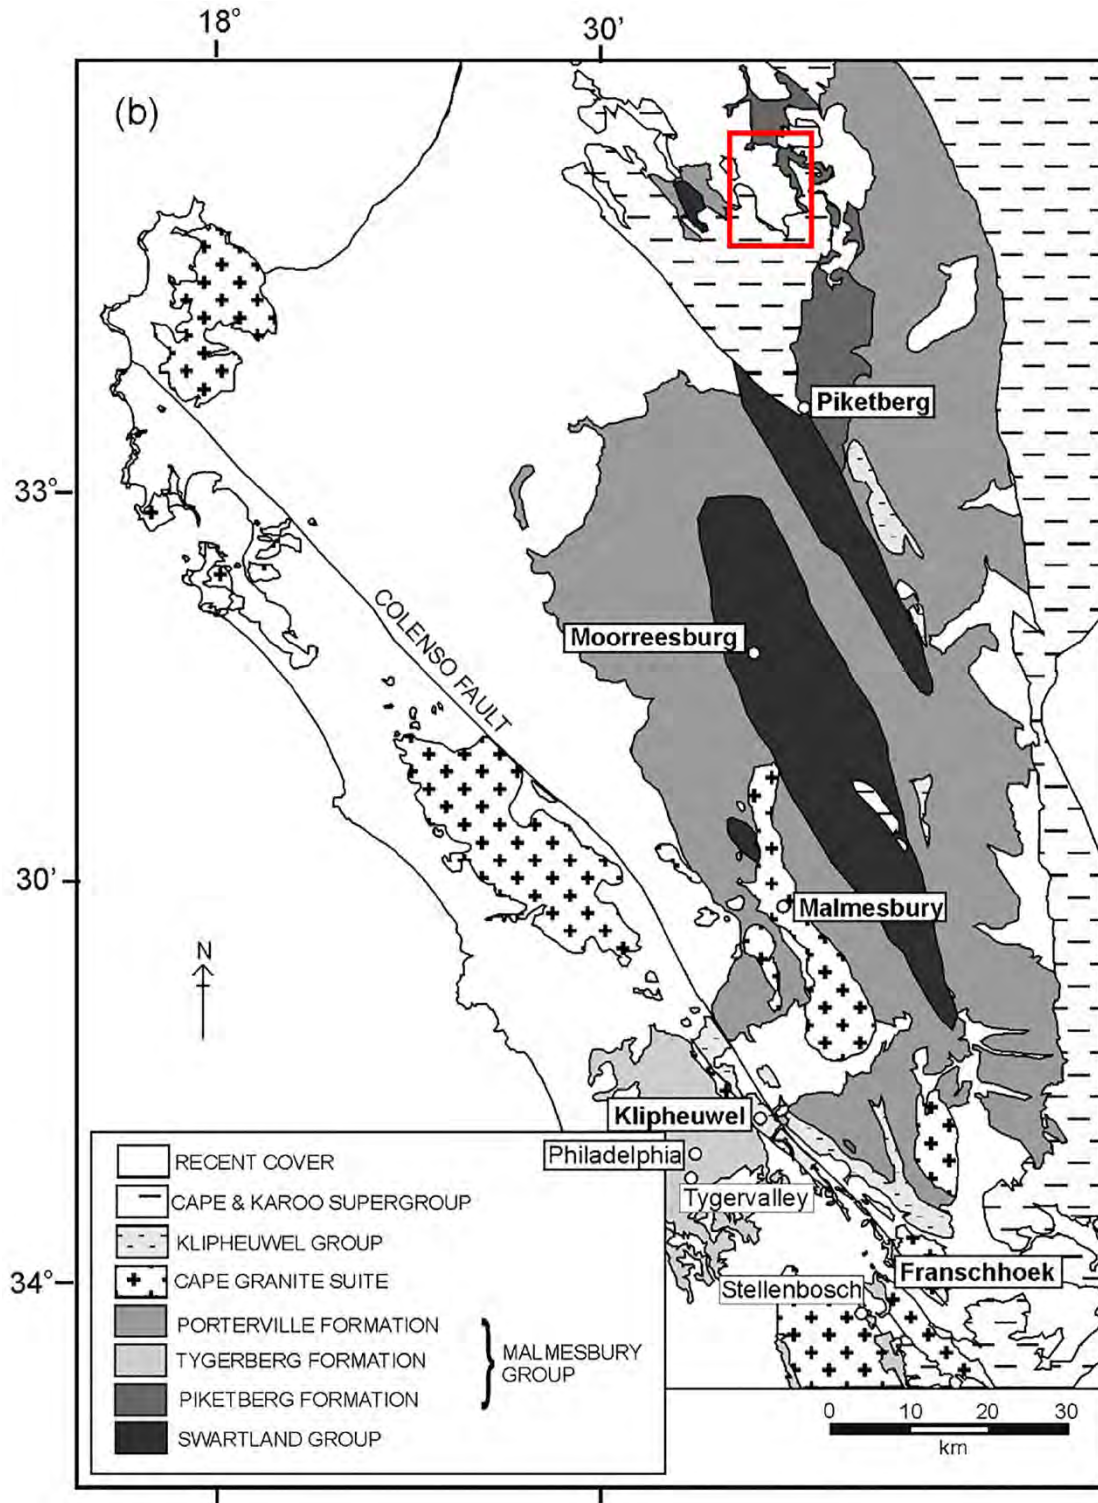 18°
30'
(b)
Piketberg
33°
COLENSO FAULT
Moorreesburg
30'
Malmesbury
N
Klipheuwel
Philadelphia
Tygervalley
Franschhoek
34°
Stellenbosch
RECENT COVER
CAPE & KAROO SUPERGROUP
KLIPHEUWEL GROUP
CAPE GRANITE SUITE
PORTERVILLE FORMATION
TYGERBERG FORMATION
MALMESBURY
GROUP
PIKETBERG FORMATION
SWARTLAND GROUP
0 10 20 30
km